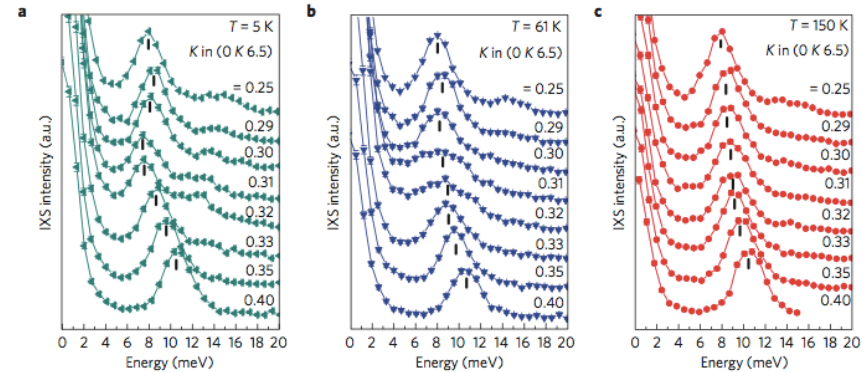 a
T = 5 K
K in (0 K 6.5)
= 0.25
0.29
0.30
0.31
0.32
0.33
0.35
0.40
IXS intensity (a.u.)
0 2 4 6 8 10 12 14 16 18 20
Energy (meV)
b
T = 61 K
K in (0 K 6.5)
= 0.25
0.29
0.30
0.31
0.32
0.33
0.35
0.40
IXS intensity (a.u.)
0 2 4 6 8 10 12 14 16 18 20
Energy (meV)
c
T = 150 K
K in (0 K 6.5)
= 0.25
0.29
0.30
0.31
0.32
0.33
0.35
0.40
IXS intensity (a.u.)
0 2 4 6 8 10 12 14 16 18 20
Energy (meV)